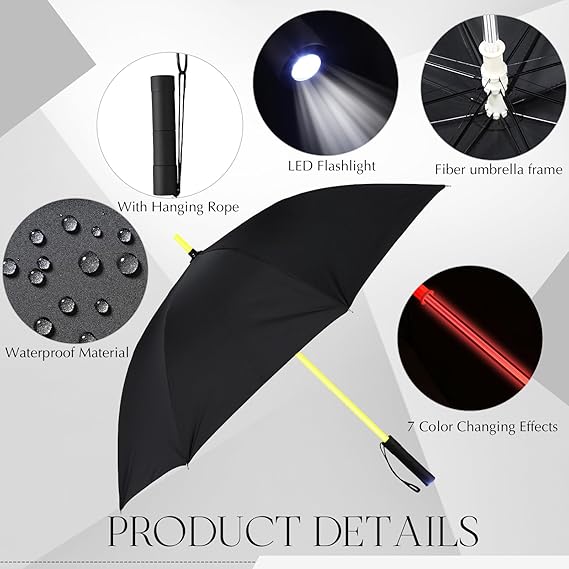 LED Flashlight
Fiber umbrella frame
With Hanging Rope
Waterproof Material
7 Color Changing Effects
PRODUCT DETAILS